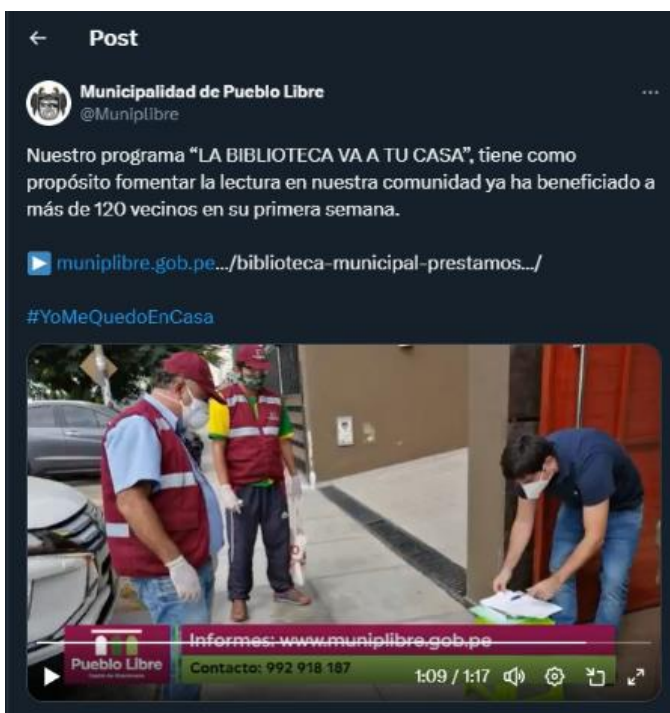 Post
Municipalidad de Pueblo Libre
@Muniplibre
Nuestro programa “LA BIBLIOTECA VA A TU CASA”, tiene como
propósito fomentar la lectura en nuestra comunidad ya ha beneficiado a
más de 120 vecinos en su primera semana.
muniplibre.gob.pe.../biblioteca-municipal-prestamos.../
#YoMeQuedoEnCasa
Informes: www.muniplibre.gob.pe
Pueblo Libre
Contacto: 992 918 187
1:09 / 1:17